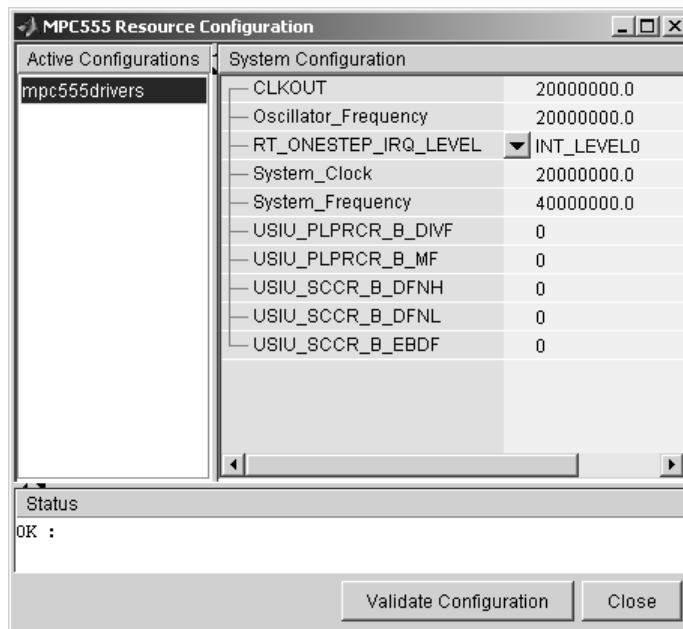 MPC555 Resource Configuration
Active Configurations
System Configuration
mpc555drivers
CLKOUT 20000000.0
Oscillator_Frequency 20000000.0
RT_ONESTEP_IRQ_LEVEL INT_LEVEL0
System_Clock 20000000.0
System_Frequency 40000000.0
USIU_PLPRCR_B_DIVF 0
USIU_PLPRCR_B_MF 0
USIU_SCCR_B_DFNH 0
USIU_SCCR_B_DFNL 0
USIU_SCCR_B_EBDF 0
Status
OK :
Validate Configuration
Close